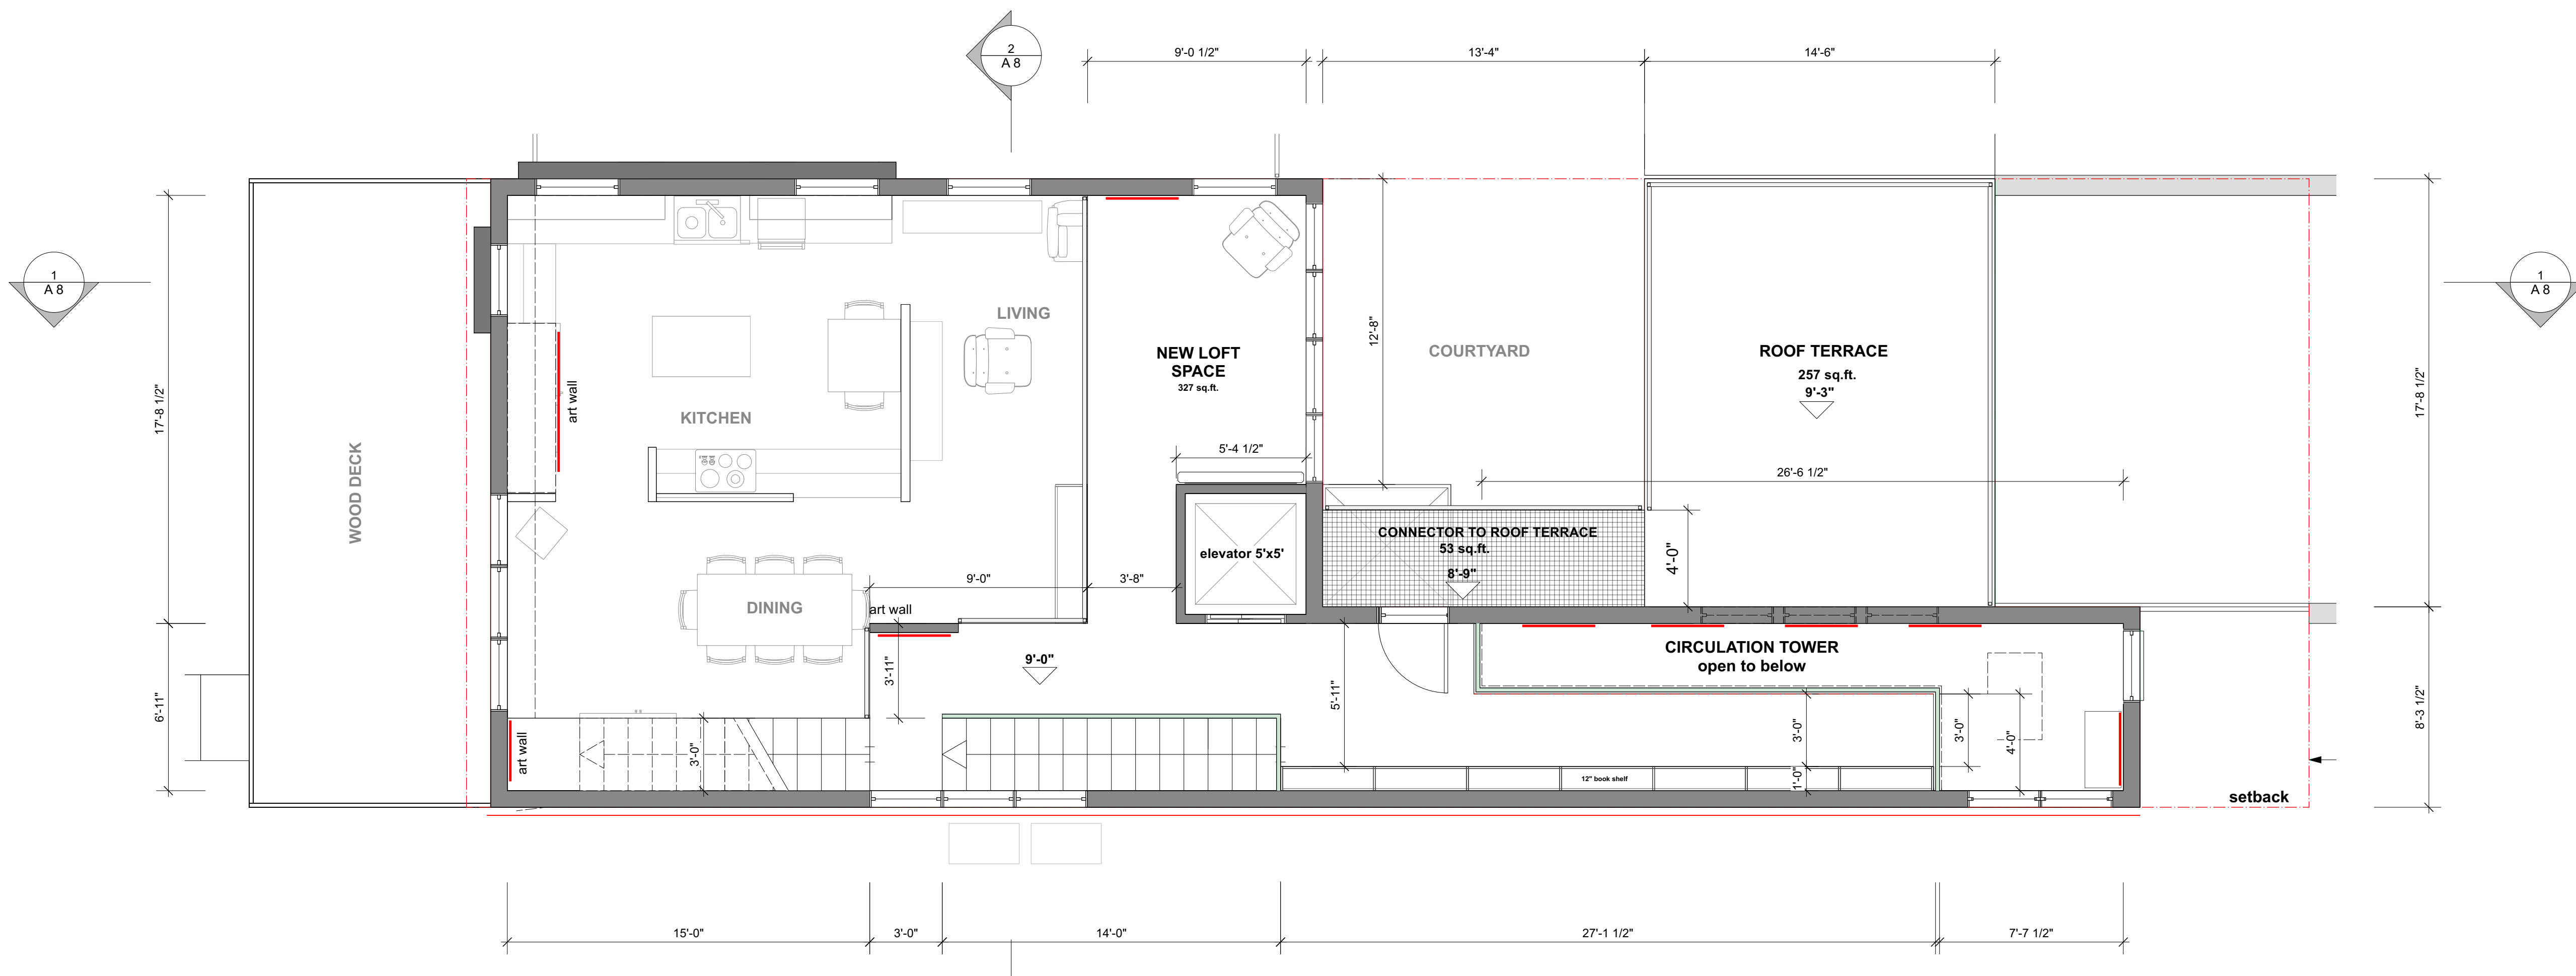 2
A 8
9'-0 1/2"
13'-4"
14'-6"
1
A 8
1
A 8
17'-8 1/2"
6'-11"
17'-8 1/2"
8'-3 1/2"
WOOD DECK
art wall
KITCHEN
LIVING
NEW LOFT
SPACE
327 sq.ft.
12'-8"
COURTYARD
ROOF TERRACE
257 sq.ft.
9'-3"
5'-4 1/2"
26'-6 1/2"
elevator 5'x5'
CONNECTOR TO ROOF TERRACE
53 sq.ft.
8'-9"
4'-0"
DINING
9'-0"
3'-8"
art wall
3'-11"
9'-0"
5'-11"
CIRCULATION TOWER
open to below
art wall
3'-0"
3'-0"
1'-0"
3'-0"
4'-0"
12" book shelf
setback
15'-0"
3'-0"
14'-0"
27'-1 1/2"
7'-7 1/2"